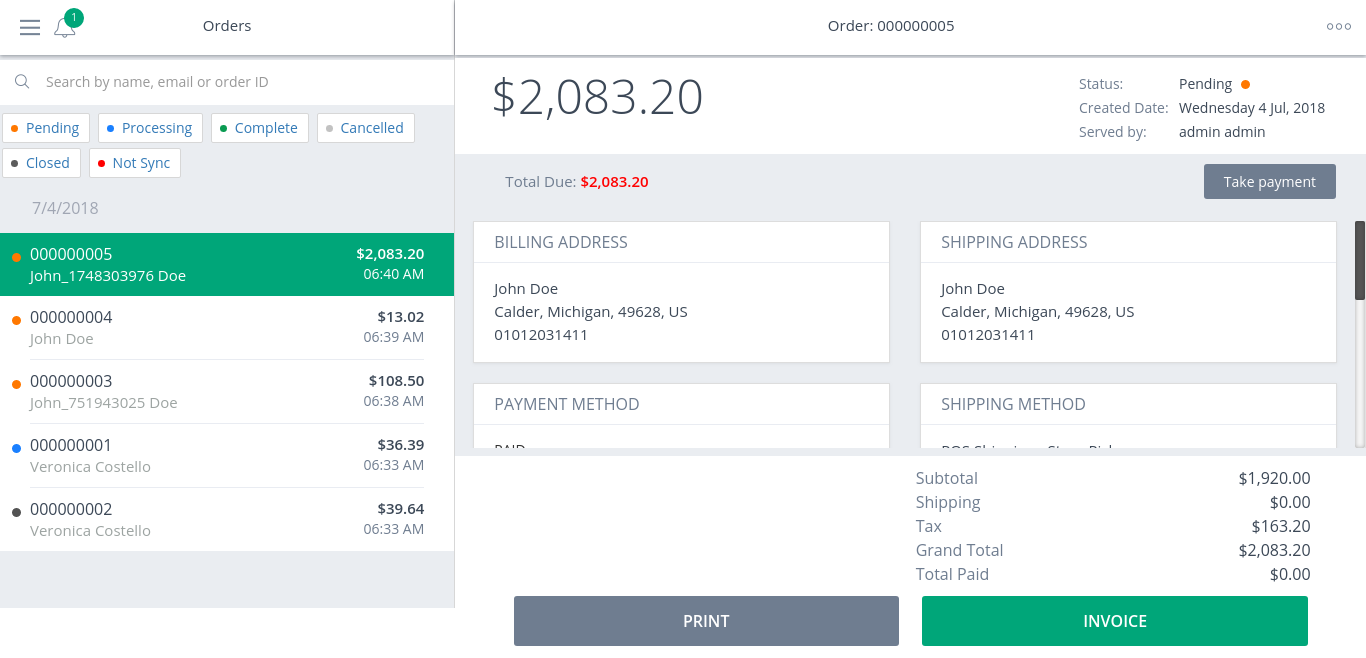 1
Orders
Search by name, email or order ID
Pending
Processing
Complete
Cancelled
Closed
Not Sync
7/4/2018
000000005 $2,083.20
John_1748303976 Doe 06:40 AM
000000004 $13.02
John Doe 06:39 AM
000000003 $108.50
John_751943025 Doe 06:38 AM
000000001 $36.39
Veronica Costello 06:33 AM
000000002 $39.64
Veronica Costello 06:33 AM
Order: 000000005
$2,083.20
Status: Pending
Created Date: Wednesday 4 Jul, 2018
Served by: admin admin
Total Due: $2,083.20
Take payment
BILLING ADDRESS
John Doe
Calder, Michigan, 49628, US
01012031411
SHIPPING ADDRESS
John Doe
Calder, Michigan, 49628, US
01012031411
PAYMENT METHOD
PAID
SHIPPING METHOD
Subtotal $1,920.00
Shipping $0.00
Tax $163.20
Grand Total $2,083.20
Total Paid $0.00
PRINT
INVOICE